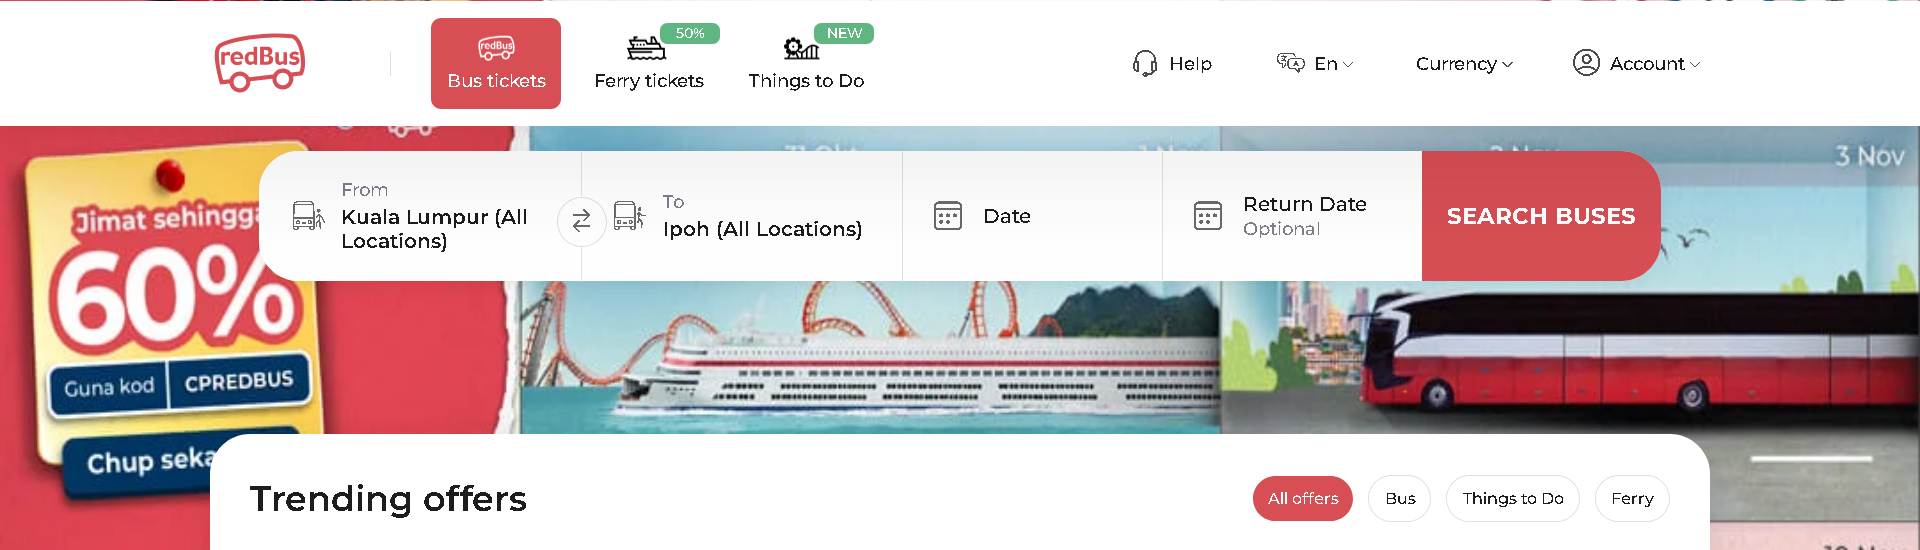 redBus
redBus
Bus tickets
50%
Ferry tickets
NEW
Things to Do
Help
En
Currency
Account
3 Nov
Jimat sehingga
60%
Guna kod
CPREDBUS
Chup seka
From
Kuala Lumpur (All
Locations)
To
Ipoh (All Locations)
Date
Return Date
Optional
SEARCH BUSES
Trending offers
All offers
Bus
Things to Do
Ferry